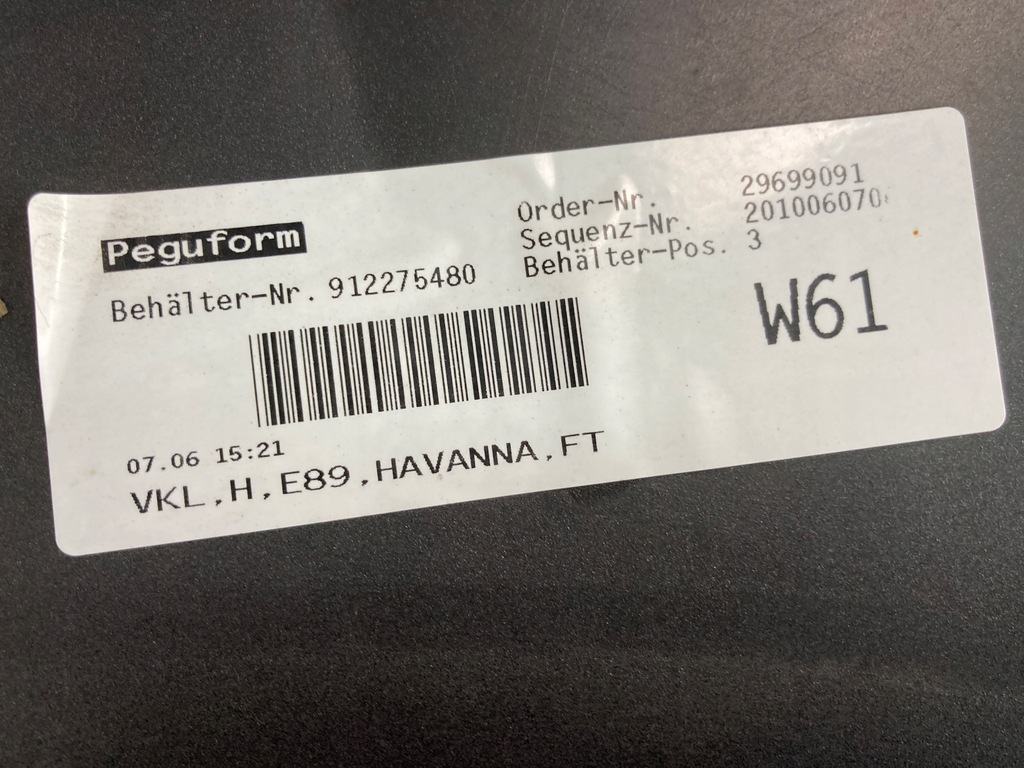 Peguform
Behälter-Nr. 912275480
Order-Nr. 29699091
Sequenz-Nr. 201006070
Behälter-Pos. 3
W61
07.06 15:21
VKL,H,E89,HAVANNA,FT